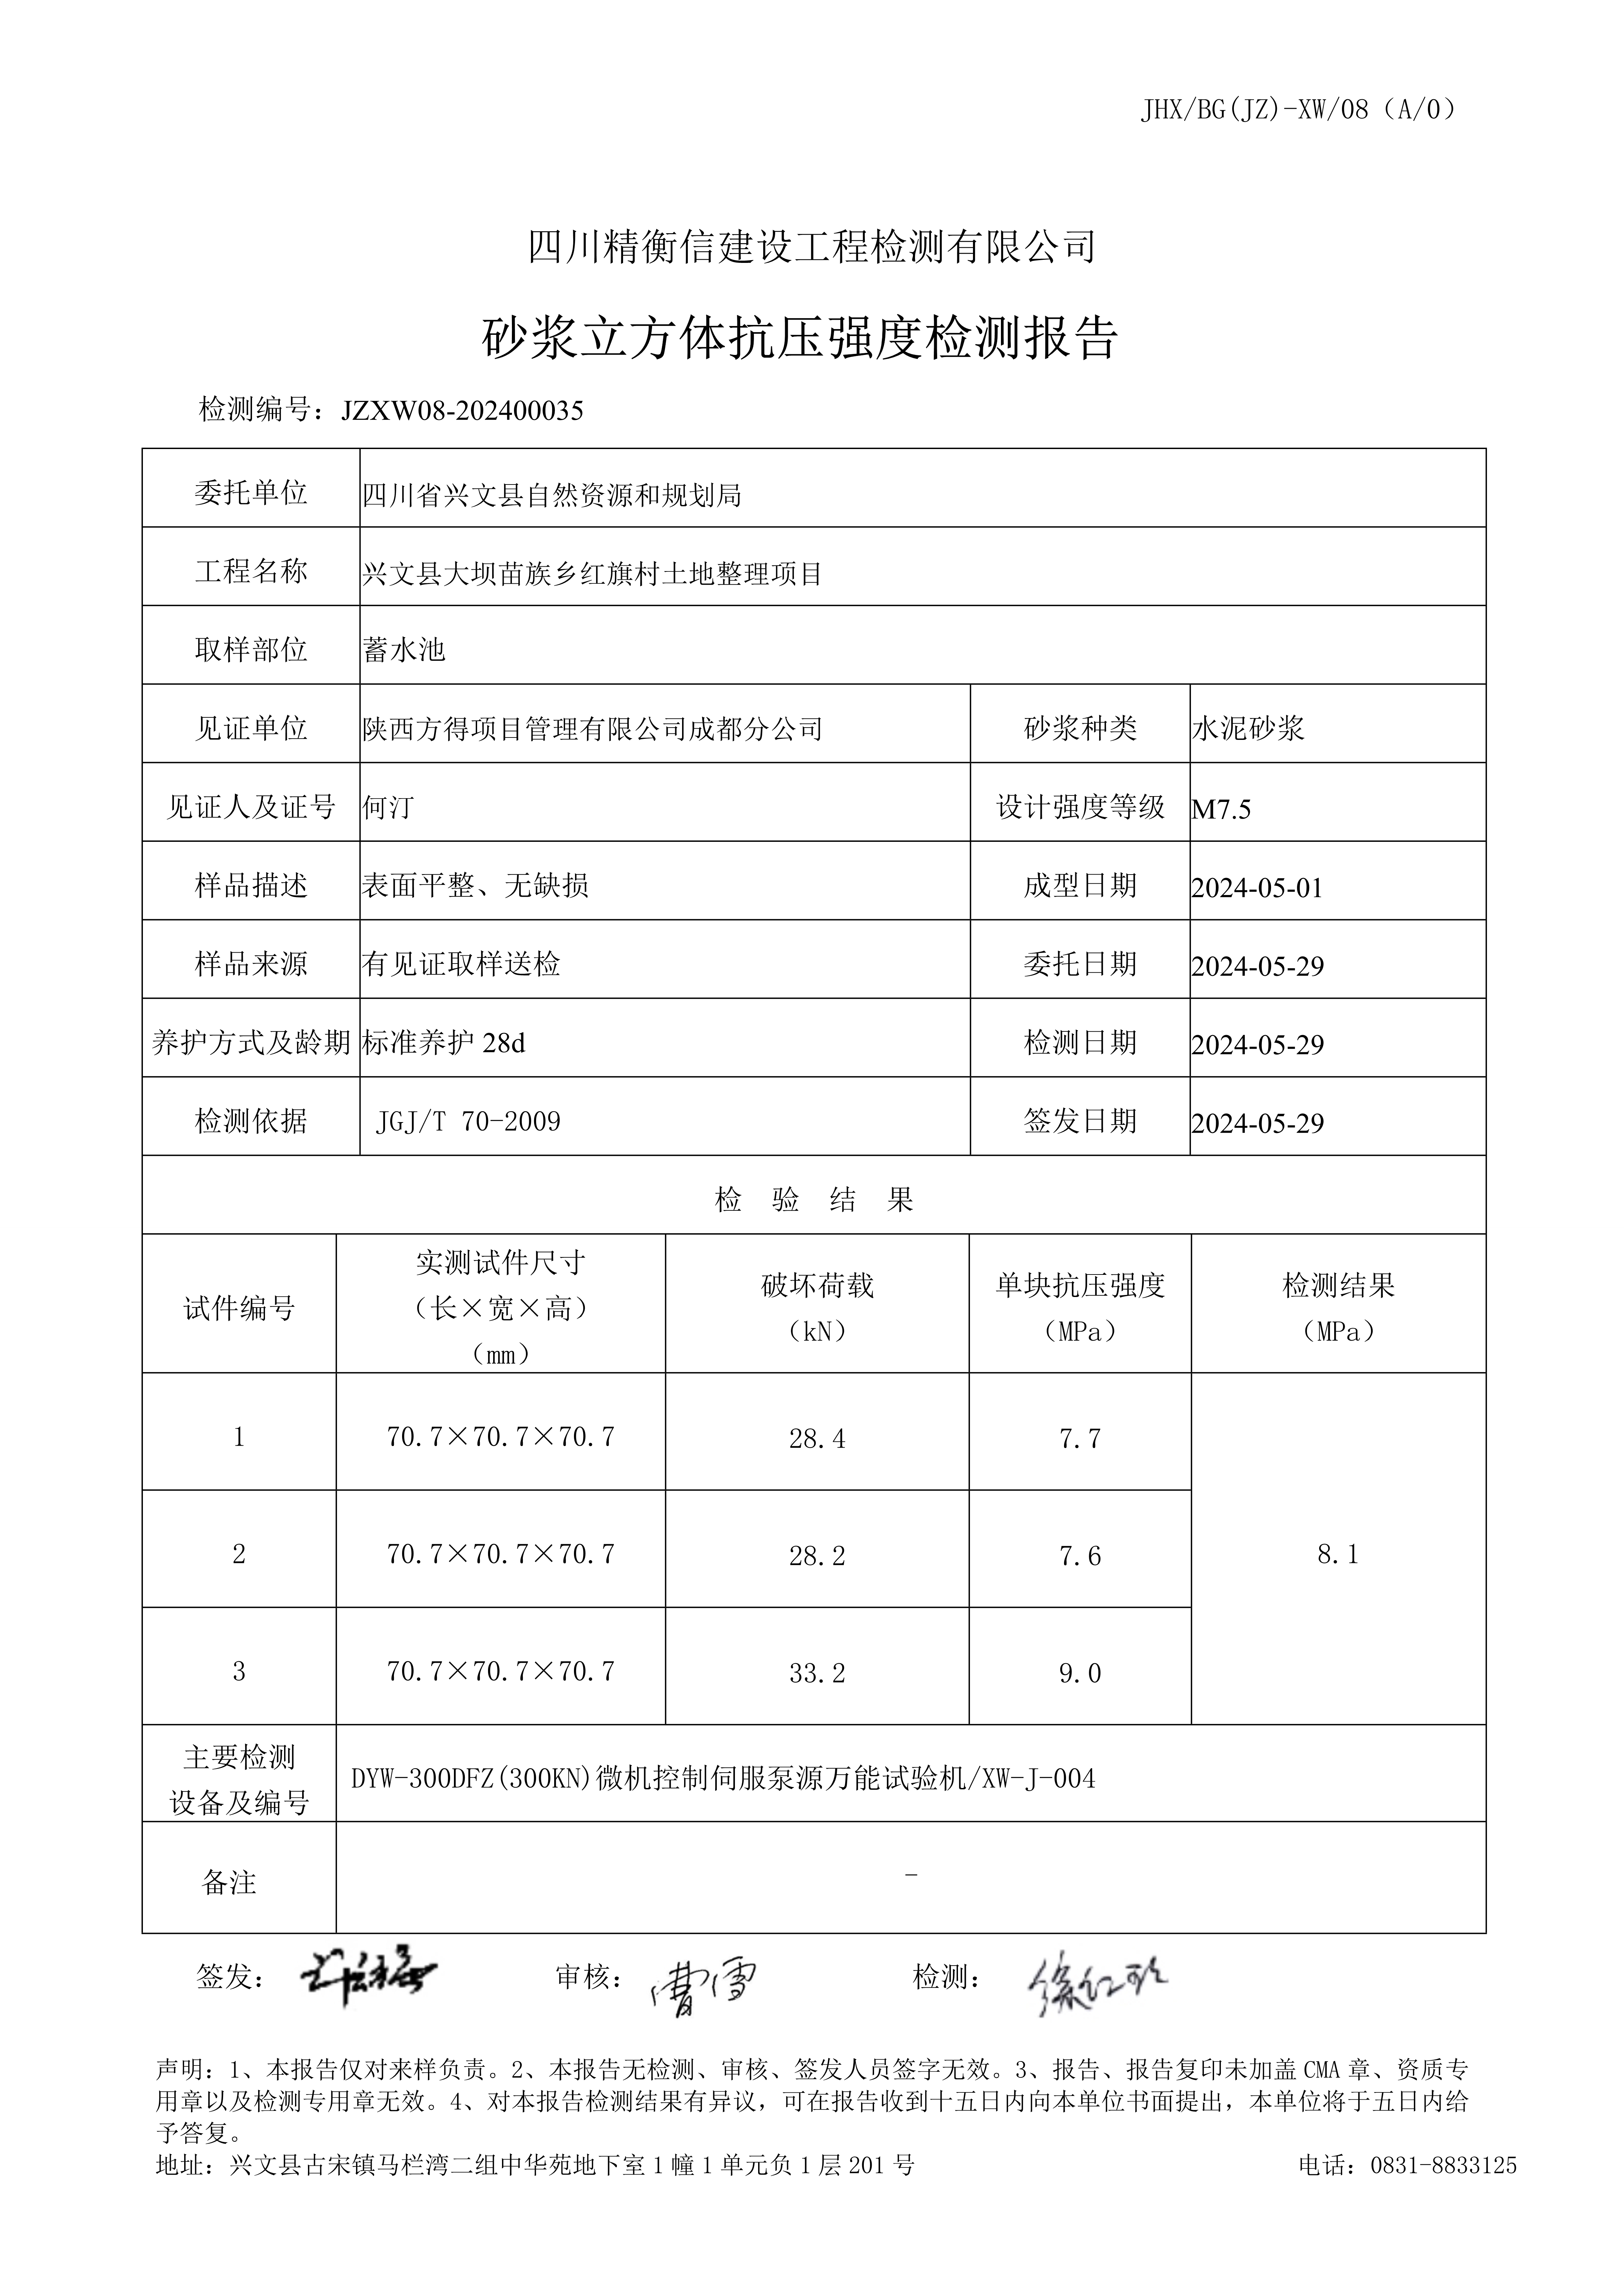 JHX/BG(JZ)-XW/08（A/0）
四川精衡信建设工程检测有限公司
砂浆立方体抗压强度检测报告
检测编号：JZXW08-202400035
委托单位 四川省兴文县自然资源和规划局
工程名称 兴文县大坝苗族乡红旗村土地整理项目
取样部位 蓄水池
见证单位 陕西方得项目管理有限公司成都分公司 砂浆种类 水泥砂浆
见证人及证号 何汀 设计强度等级 M7.5
样品描述 表面平整、无缺损 成型日期 2024-05-01
样品来源 有见证取样送检 委托日期 2024-05-29
养护方式及龄期 标准养护 28d 检测日期 2024-05-29
检测依据 JGJ/T 70-2009 签发日期 2024-05-29
检 验 结 果
试件编号
实测试件尺寸
（长×宽×高）
（mm）
破坏荷载
（kN）
单块抗压强度
（MPa）
检测结果
（MPa）
1 70.7×70.7×70.7 28.4 7.7
2 70.7×70.7×70.7 28.2 7.6 8.1
3 70.7×70.7×70.7 33.2 9.0
主要检测
设备及编号
DYW-300DFZ(300KN)微机控制伺服泵源万能试验机/XW-J-004
备注 -
签发： 审核：曹雪 检测：徐红
声明：1、本报告仅对来样负责。2、本报告无检测、审核、签发人员签字无效。3、报告、报告复印未加盖 CMA 章、资质专
用章以及检测专用章无效。4、对本报告检测结果有异议，可在报告收到十五日内向本单位书面提出，本单位将于五日内给
予答复。
地址：兴文县古宋镇马栏湾二组中华苑地下室 1 幢 1 单元负 1 层 201 号 电话：0831-8833125